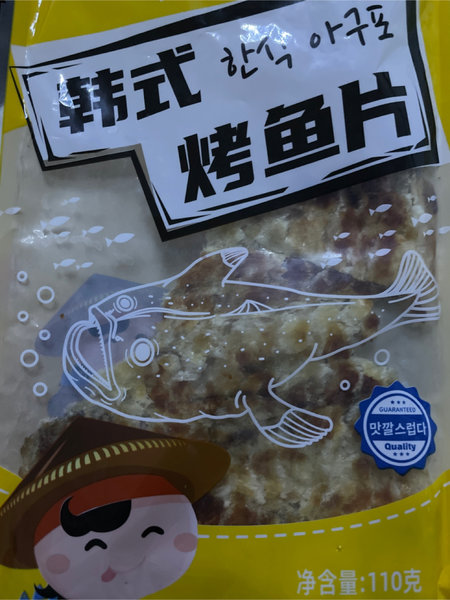 한식 아구포
韩式
烤鱼片
GUARANTEED
맛깔스럽다
Quality
净含量:110克